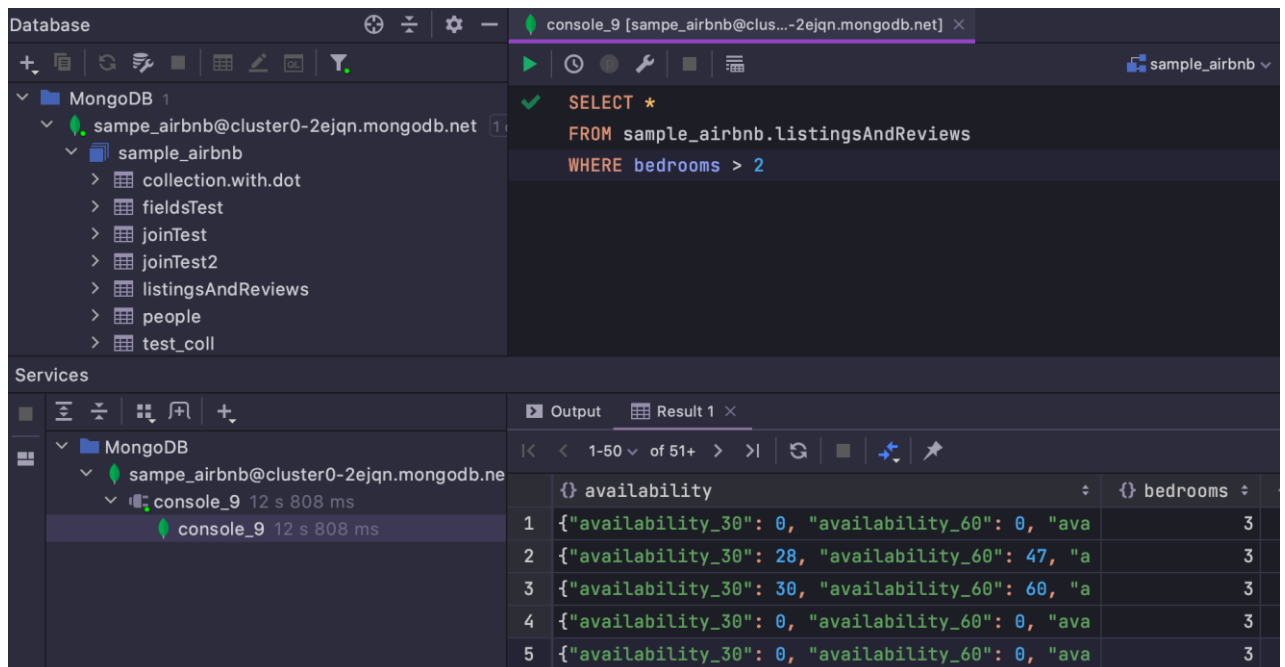 Database
MongoDB 1
sampe_airbnb@cluster0-2ejqn.mongodb.net
sample_airbnb
collection.with.dot
fieldsTest
joinTest
joinTest2
listingsAndReviews
people
test_coll
console_9 [sampe_airbnb@clus...-2ejqn.mongodb.net]
sample_airbnb
SELECT *
FROM sample_airbnb.listingsAndReviews
WHERE bedrooms > 2
Services
MongoDB
sampe_airbnb@cluster0-2ejqn.mongodb.ne
console_9 12 s 808 ms
console_9 12 s 808 ms
Output Result 1
1-50 of 51+
{} availability {} bedrooms
1 {"availability_30": 0, "availability_60": 0, "ava 3
2 {"availability_30": 28, "availability_60": 47, "a 3
3 {"availability_30": 30, "availability_60": 60, "a 3
4 {"availability_30": 0, "availability_60": 0, "ava 3
5 {"availability_30": 0, "availability_60": 0, "ava 3